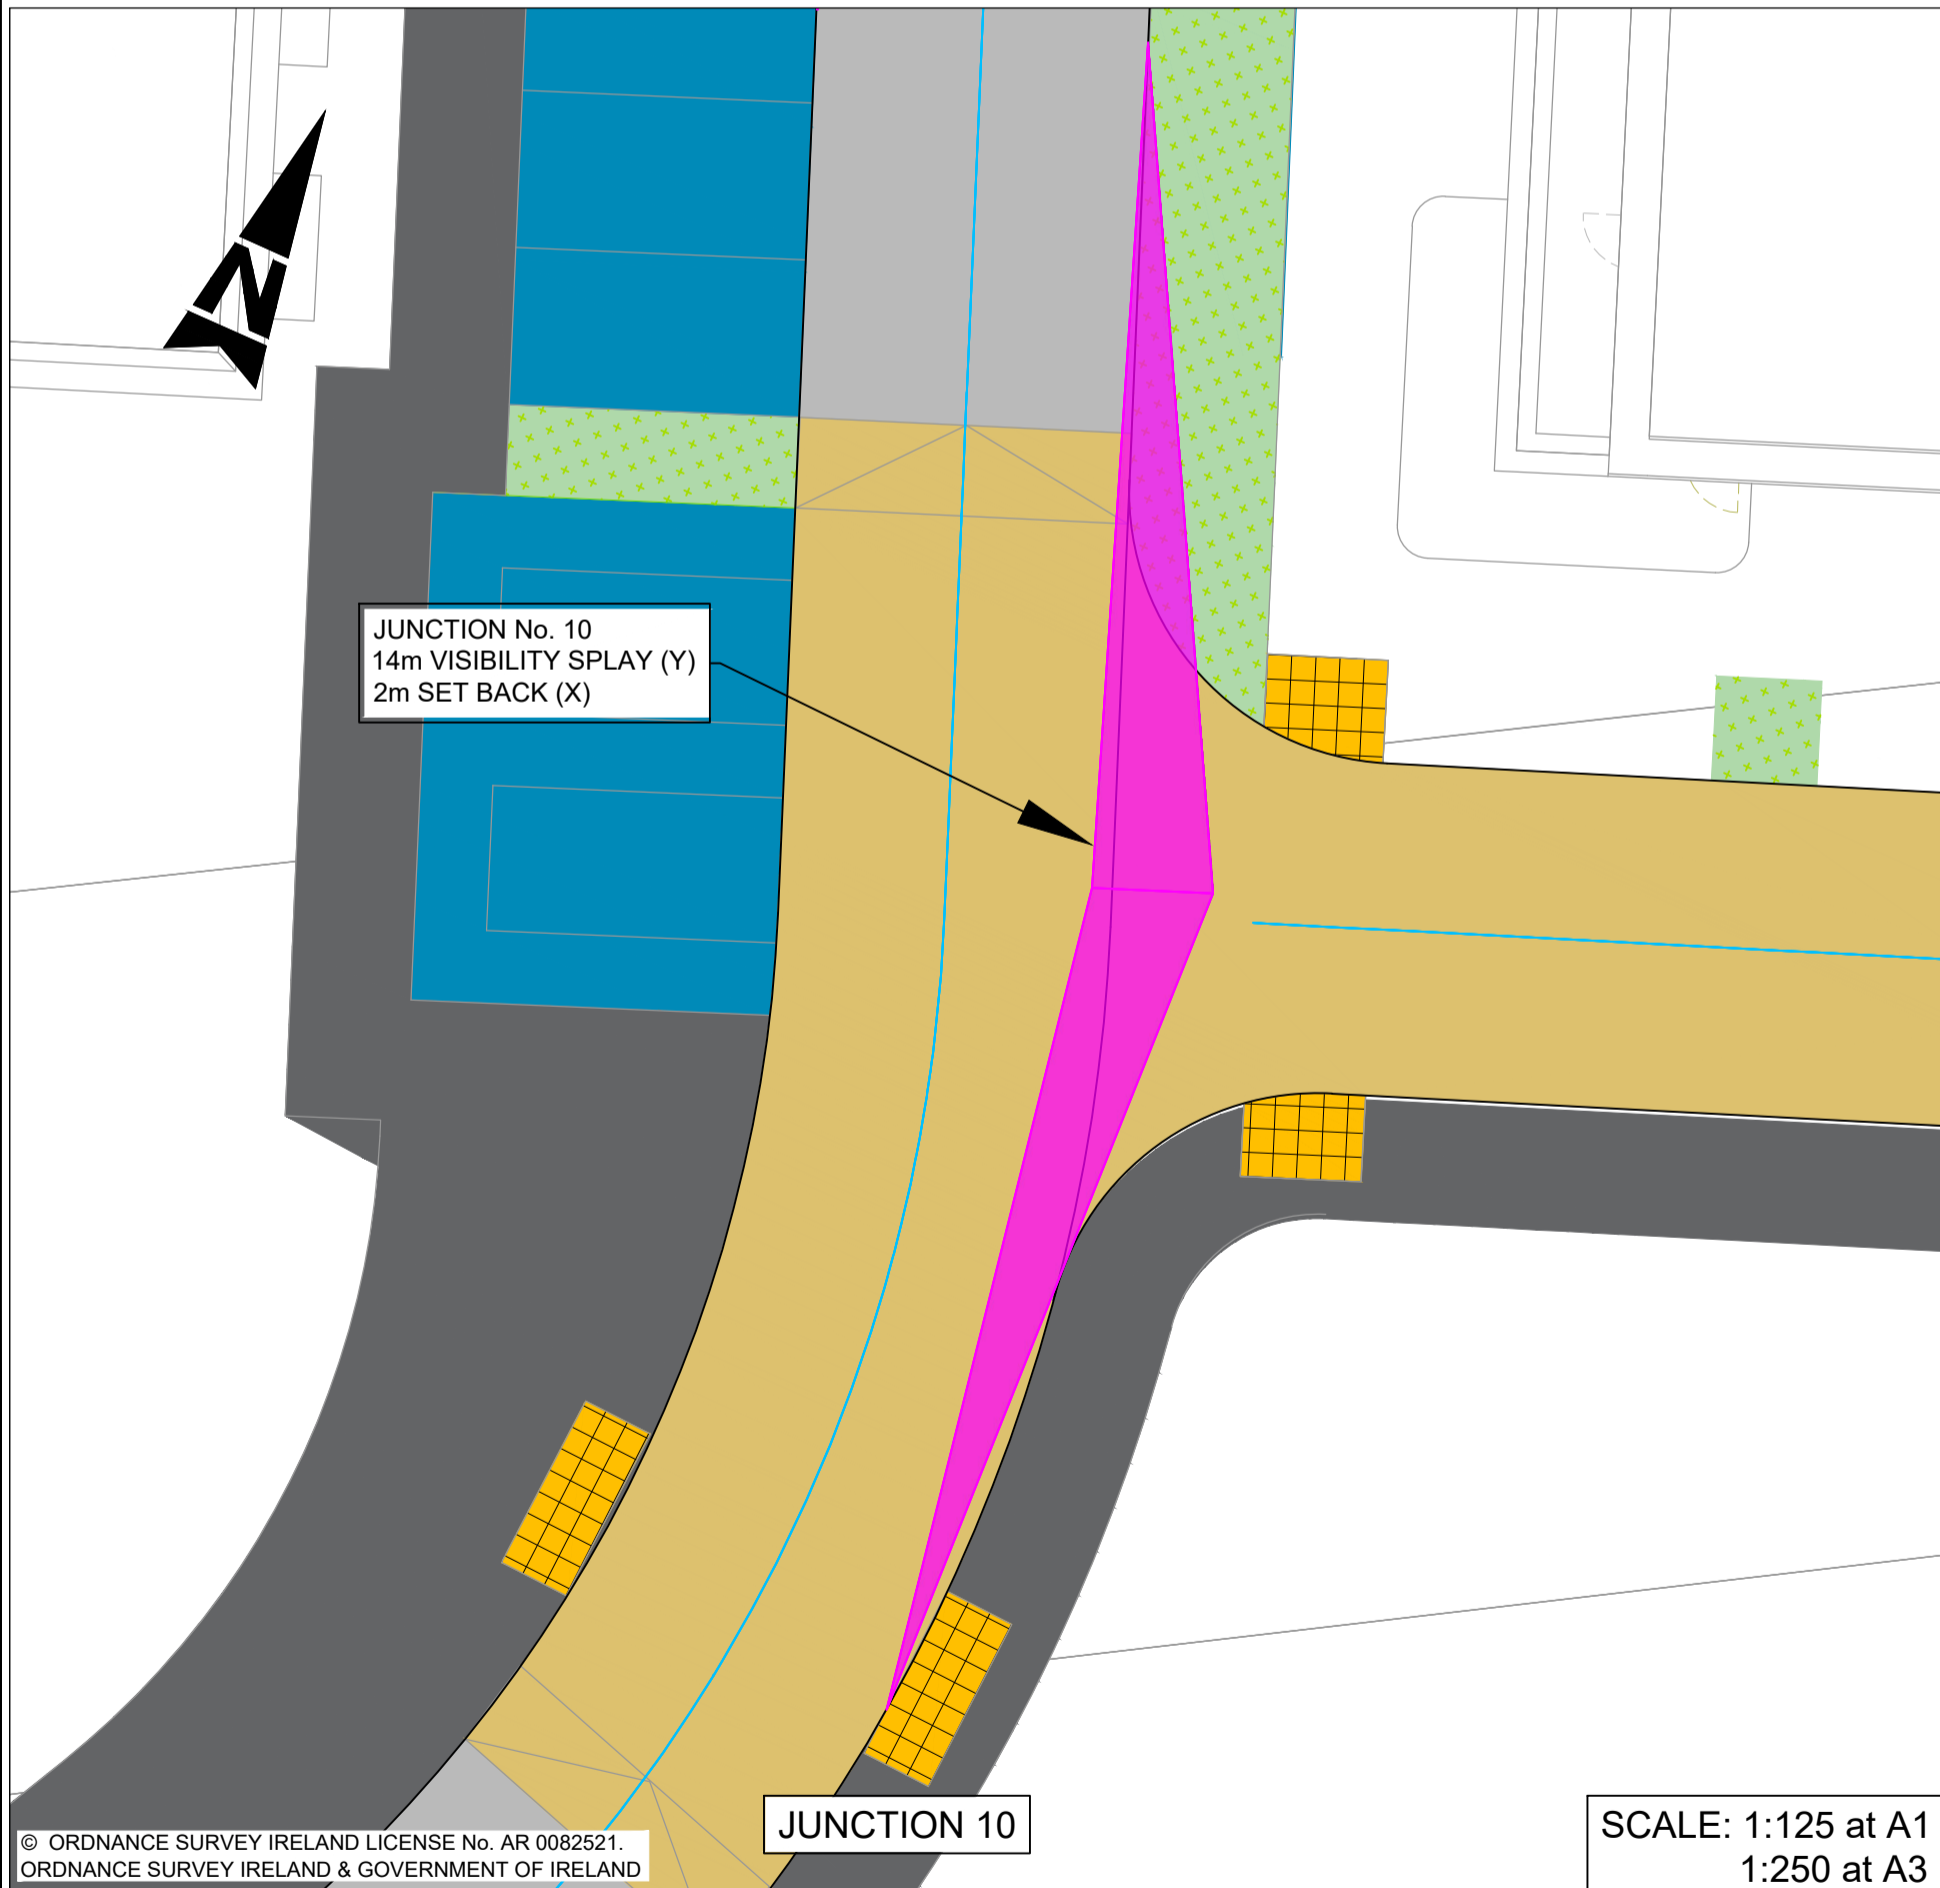 N
JUNCTION No. 10
14m VISIBILITY SPLAY (Y)
2m SET BACK (X)
JUNCTION 10
SCALE: 1:125 at A1
1:250 at A3
© ORDNANCE SURVEY IRELAND LICENSE No. AR 0082521.
ORDNANCE SURVEY IRELAND & GOVERNMENT OF IRELAND